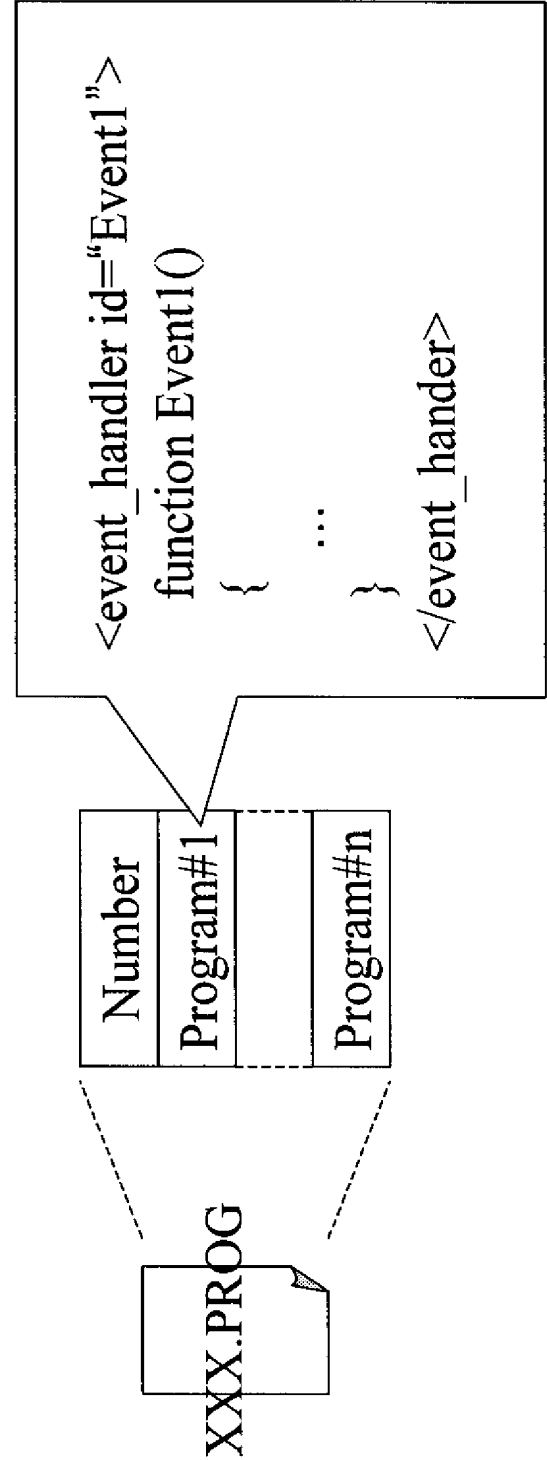 XXX.PROG
Number
Program#1
Program#n
<event_handler id=“Event1”>
function Event1()
{
...
}
</event_hander>